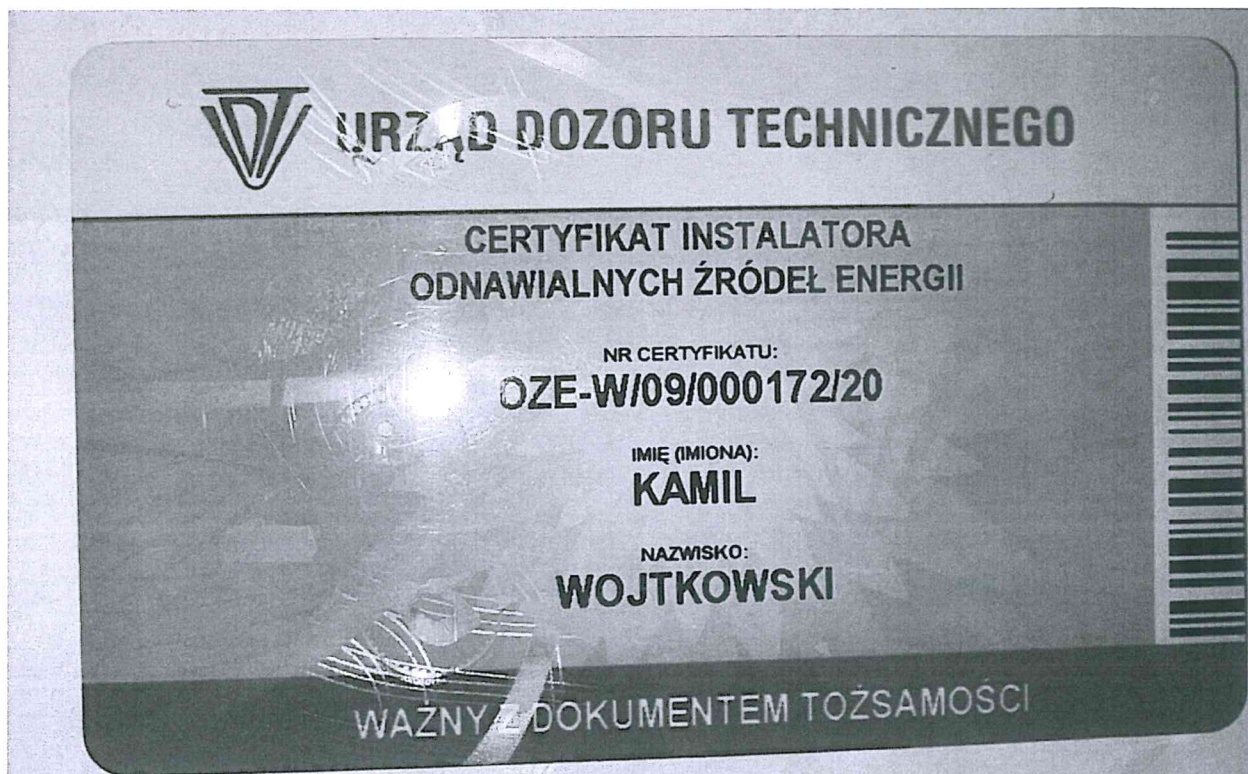 UDT URZĄD DOZORU TECHNICZNEGO
CERTYFIKAT INSTALATORA
ODNAWIALNYCH ŹRÓDEŁ ENERGII
NR CERTYFIKATU:
OZE-W/09/000172/20
IMIĘ (IMIONA):
KAMIL
NAZWISKO:
WOJTKOWSKI
WAŻNY Z DOKUMENTEM TOŻSAMOŚCI